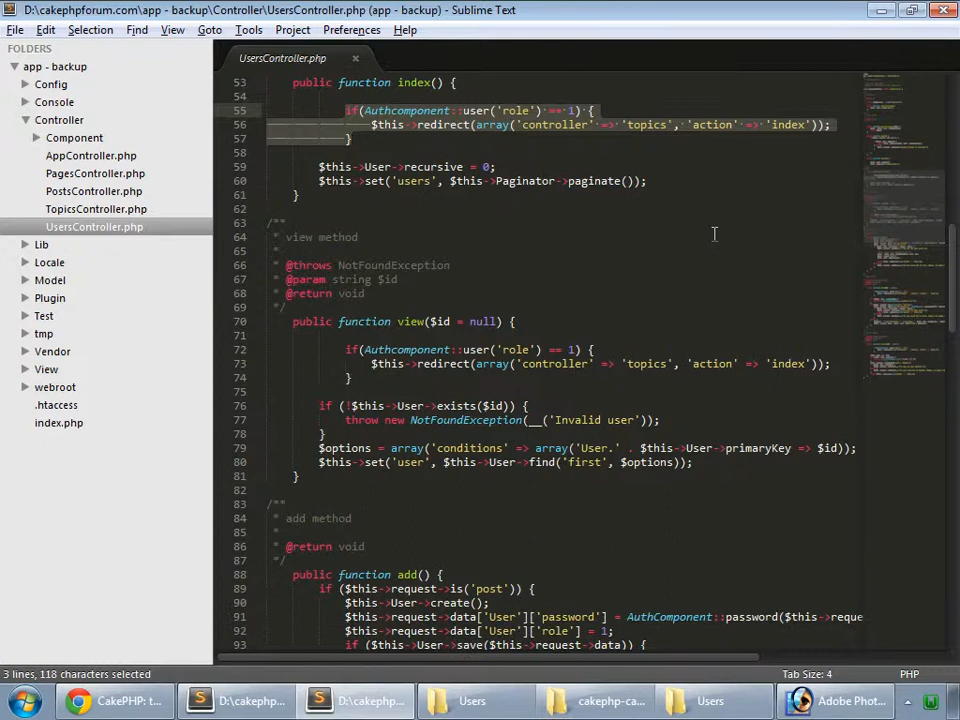 D:\cakephpforum.com\app - backup\Controller\UsersController.php (app - backup) - Sublime Text
File Edit Selection Find View Goto Tools Project Preferences Help
FOLDERS
app - backup
Config
Console
Controller
Component
AppController.php
PagesController.php
PostsController.php
TopicsController.php
UsersController.php
Lib
Locale
Model
Plugin
Test
tmp
Vendor
View
webroot
.htaccess
index.php
UsersController.php
53 public function index() {
54
55 if(Authcomponent::user('role') == 1) {
56 $this->redirect(array('controller' => 'topics', 'action' => 'index'));
57 }
58
59 $this->User->recursive = 0;
60 $this->set('users', $this->Paginator->paginate());
61 }
62
63 /**
64 * view method
65 *
66 * @throws NotFoundException
67 * @param string $id
68 * @return void
69 */
70 public function view($id = null) {
71
72 if(Authcomponent::user('role') == 1) {
73 $this->redirect(array('controller' => 'topics', 'action' => 'index'));
74 }
75
76 if (!$this->User->exists($id)) {
77 throw new NotFoundException(__('Invalid user'));
78 }
79 $options = array('conditions' => array('User.' . $this->User->primaryKey => $id));
80 $this->set('user', $this->User->find('first', $options));
81 }
82
83 /**
84 * add method
85 *
86 * @return void
87 */
88 public function add() {
89 if ($this->request->is('post')) {
90 $this->User->create();
91 $this->request->data['User']['password'] = AuthComponent::password($this->reque
92 $this->request->data['User']['role'] = 1;
93 if ($this->User->save($this->request->data)) {
3 lines, 118 characters selected Tab Size: 4 PHP
CakePHP: t... D:\cakephp... D:\cakephp... Users cakephp-ca... Users Adobe Phot...